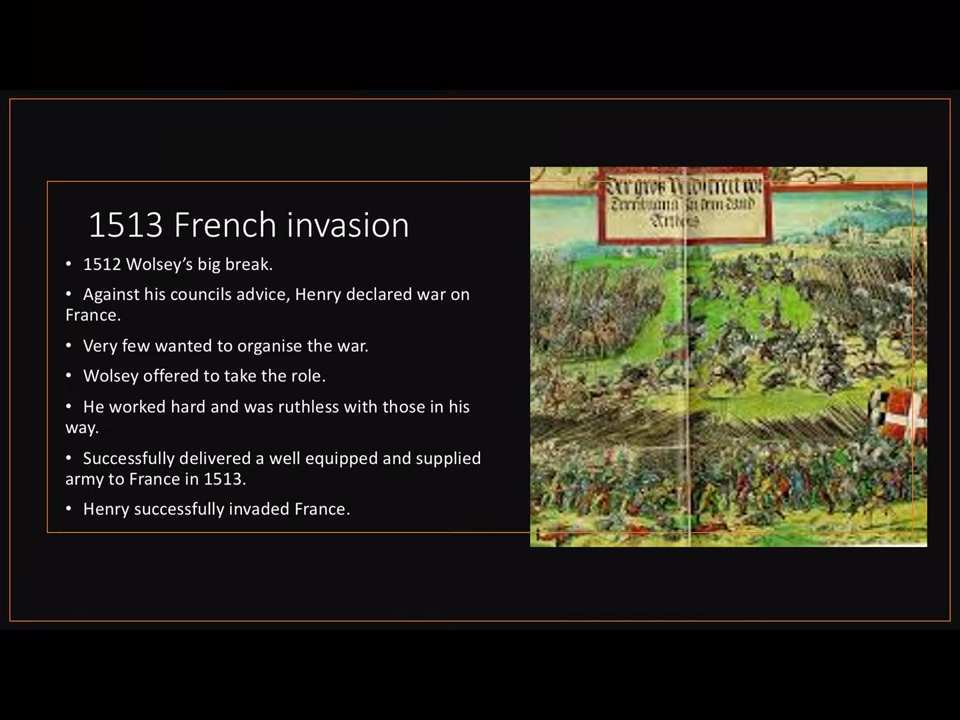 Der groß
1513 French invasion
• 1512 Wolsey’s big break.
• Against his councils advice, Henry declared war on
France.
• Very few wanted to organise the war.
• Wolsey offered to take the role.
• He worked hard and was ruthless with those in his
way.
• Successfully delivered a well equipped and supplied
army to France in 1513.
• Henry successfully invaded France.